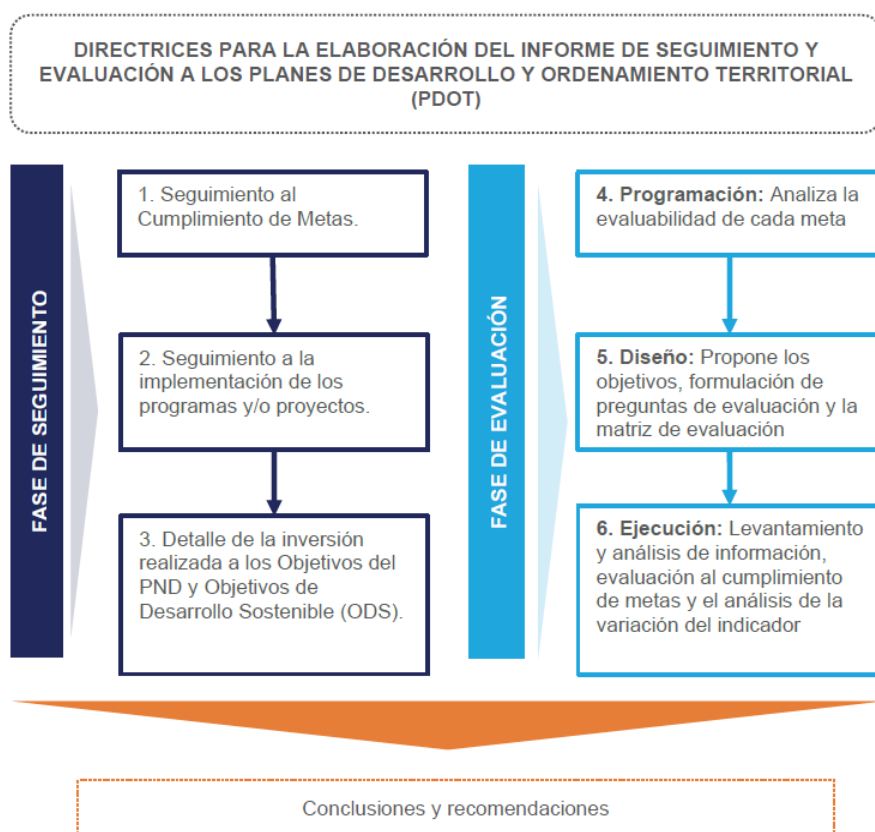 DIRECTRICES PARA LA ELABORACIÓN DEL INFORME DE SEGUIMIENTO Y
EVALUACIÓN A LOS PLANES DE DESARROLLO Y ORDENAMIENTO TERRITORIAL
(PDOT)
FASE DE SEGUIMIENTO
1. Seguimiento al
Cumplimiento de Metas.
2. Seguimiento a la
implementación de los
programas y/o proyectos.
3. Detalle de la inversión
realizada a los Objetivos del
PND y Objetivos de
Desarrollo Sostenible (ODS).
FASE DE EVALUACIÓN
4. Programación: Analiza la
evaluabilidad de cada meta
5. Diseño: Propone los
objetivos, formulación de
preguntas de evaluación y la
matriz de evaluación
6. Ejecución: Levantamiento
y análisis de información,
evaluación al cumplimiento
de metas y el análisis de la
variación del indicador
Conclusiones y recomendaciones